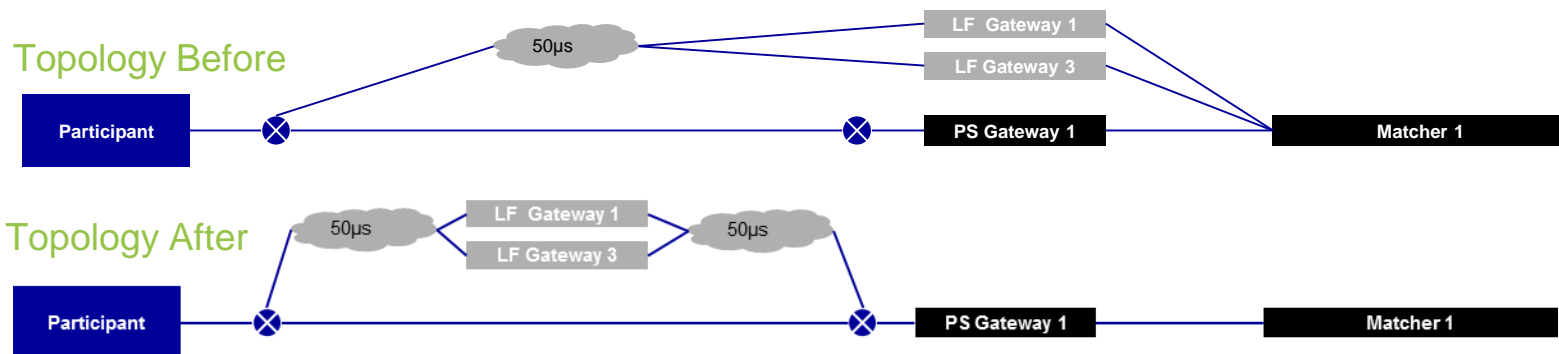 Topology Before
50µs
LF Gateway 1
LF Gateway 3
Participant
PS Gateway 1
Matcher 1
Topology After
50µs
LF Gateway 1
LF Gateway 3
50µs
Participant
PS Gateway 1
Matcher 1